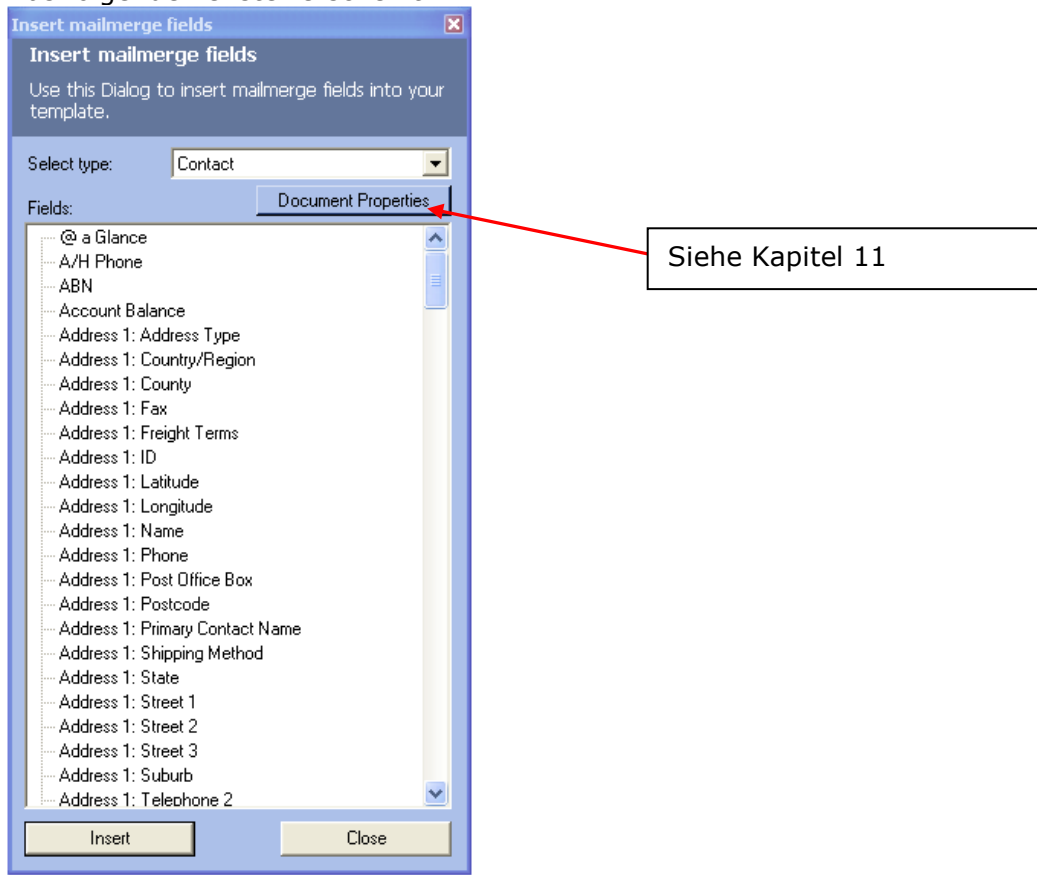 Insert mailmerge fields
Insert mailmerge fields
Use this Dialog to insert mailmerge fields into your
template.
Select type: Contact
Document Properties
Fields:
@ a Glance
A/H Phone
ABN
Account Balance
Address 1: Address Type
Address 1: Country/Region
Address 1: County
Address 1: Fax
Address 1: Freight Terms
Address 1: ID
Address 1: Latitude
Address 1: Longitude
Address 1: Name
Address 1: Phone
Address 1: Post Office Box
Address 1: Postcode
Address 1: Primary Contact Name
Address 1: Shipping Method
Address 1: State
Address 1: Street 1
Address 1: Street 2
Address 1: Street 3
Address 1: Suburb
Address 1: Telephone 2
Insert Close
Siehe Kapitel 11